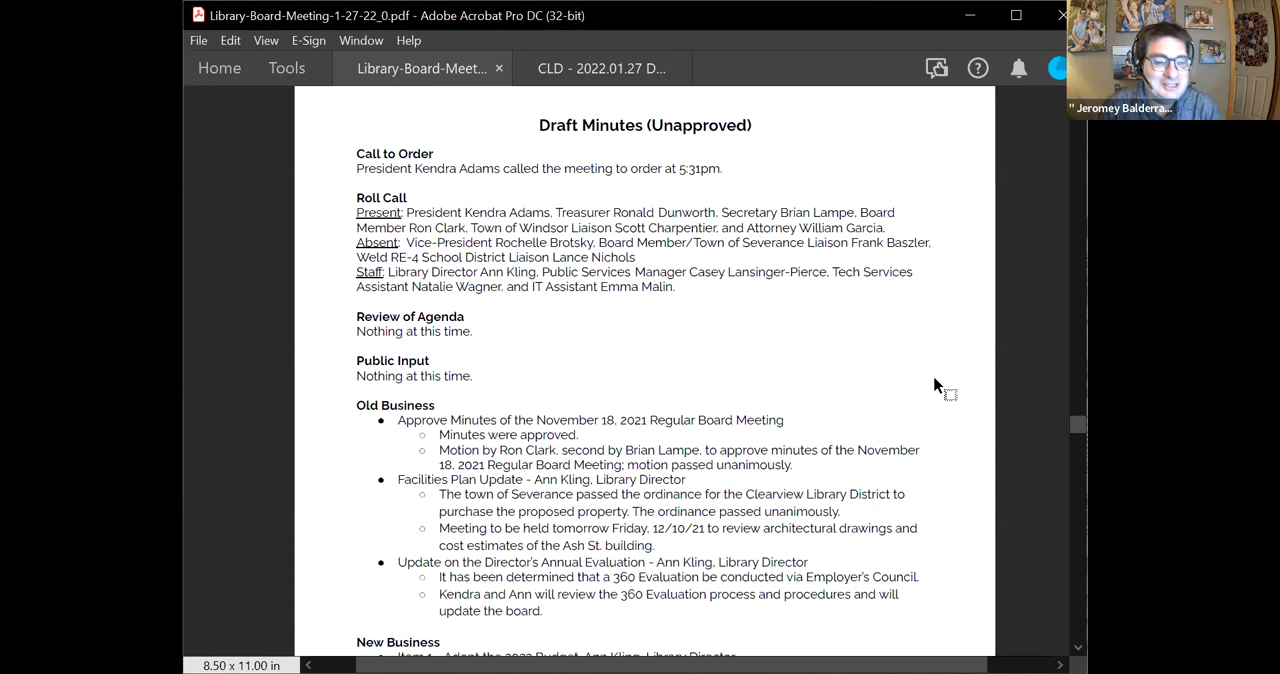 Library-Board-Meeting-1-27-22_0.pdf - Adobe Acrobat Pro DC (32-bit)
File Edit View E-Sign Window Help
Home Tools Library-Board-Meet... × CLD - 2022.01.27 D...
" Jeromey Balderra...
Draft Minutes (Unapproved)
Call to Order
President Kendra Adams called the meeting to order at 5:31pm.
Roll Call
Present: President Kendra Adams, Treasurer Ronald Dunworth, Secretary Brian Lampe, Board
Member Ron Clark, Town of Windsor Liaison Scott Charpentier, and Attorney William Garcia.
Absent: Vice-President Rochelle Brotsky, Board Member/Town of Severance Liaison Frank Baszler,
Weld RE-4 School District Liaison Lance Nichols
Staff: Library Director Ann Kling, Public Services Manager Casey Lansinger-Pierce, Tech Services
Assistant Natalie Wagner, and IT Assistant Emma Malin.
Review of Agenda
Nothing at this time.
Public Input
Nothing at this time.
Old Business
● Approve Minutes of the November 18, 2021 Regular Board Meeting
○ Minutes were approved.
○ Motion by Ron Clark, second by Brian Lampe, to approve minutes of the November
18, 2021 Regular Board Meeting; motion passed unanimously.
● Facilities Plan Update - Ann Kling, Library Director
○ The town of Severance passed the ordinance for the Clearview Library District to
purchase the proposed property. The ordinance passed unanimously.
○ Meeting to be held tomorrow Friday, 12/10/21 to review architectural drawings and
cost estimates of the Ash St. building.
● Update on the Director's Annual Evaluation - Ann Kling, Library Director
○ It has been determined that a 360 Evaluation be conducted via Employer's Council.
○ Kendra and Ann will review the 360 Evaluation process and procedures and will
update the board.
New Business
● Item 1 - Adopt the 2022 Budget, Ann Kling, Library Director
8.50 x 11.00 in